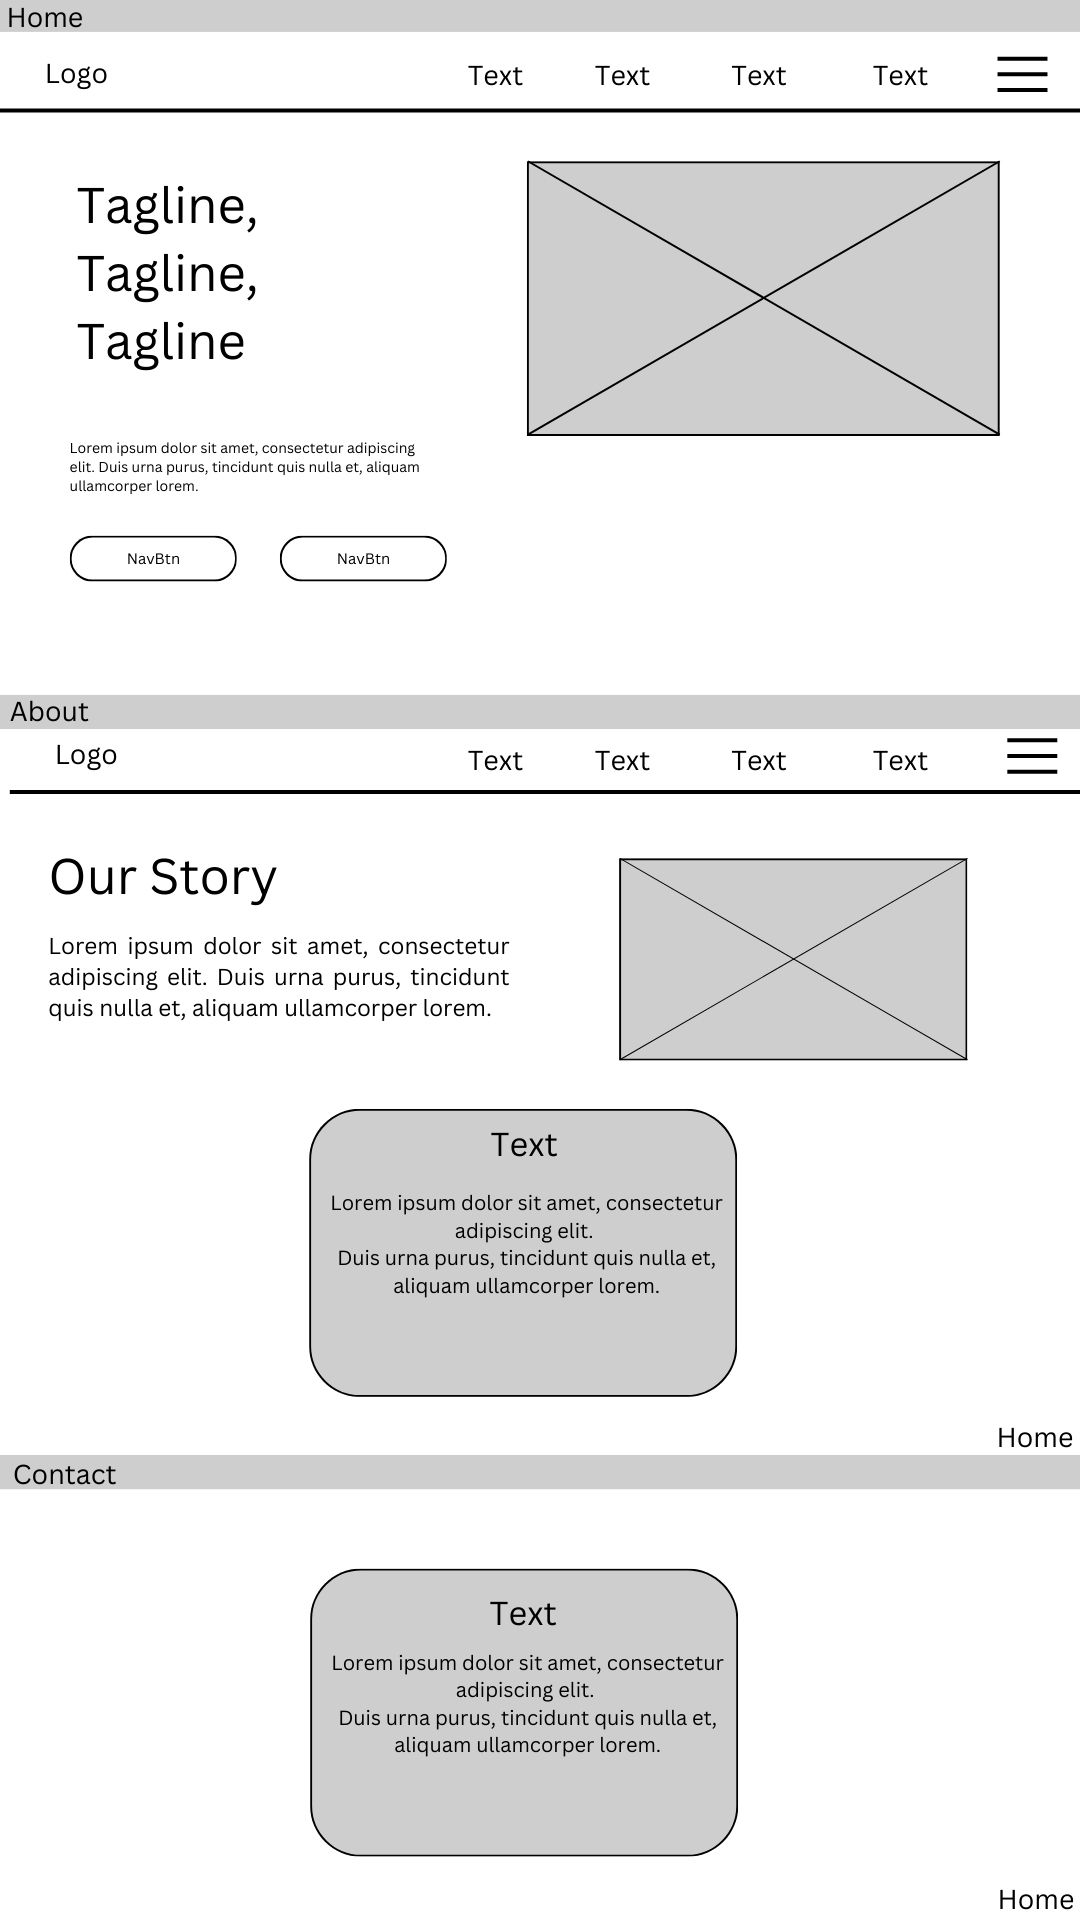 Home
Logo
Text Text Text Text
Tagline,
Tagline,
Tagline
Lorem ipsum dolor sit amet, consectetur adipiscing
elit. Duis urna purus, tincidunt quis nulla et, aliquam
ullamcorper lorem.
NavBtn NavBtn
About
Logo
Text Text Text Text
Our Story
Lorem ipsum dolor sit amet, consectetur
adipiscing elit. Duis urna purus, tincidunt
quis nulla et, aliquam ullamcorper lorem.
Text
Lorem ipsum dolor sit amet, consectetur
adipiscing elit.
Duis urna purus, tincidunt quis nulla et,
aliquam ullamcorper lorem.
Home
Contact
Text
Lorem ipsum dolor sit amet, consectetur
adipiscing elit.
Duis urna purus, tincidunt quis nulla et,
aliquam ullamcorper lorem.
Home